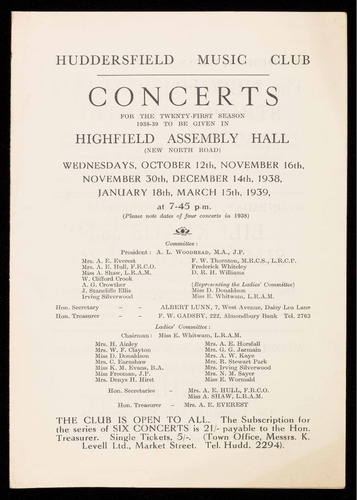 HUDDERSFIELD MUSIC CLUB
CONCERTS
FOR THE TWENTY-FIRST SEASON
1938-39 TO BE GIVEN IN
HIGHFIELD ASSEMBLY HALL
(NEW NORTH ROAD)
WEDNESDAYS, OCTOBER 12th, NOVEMBER 16th,
NOVEMBER 30th, DECEMBER 14th, 1938,
JANUARY 18th, MARCH 15th, 1939,
at 7-45 p.m.
(Please note dates of four concerts in 1938)
Committee:
President: A. L. WOODHEAD, M.A., J.P.
Mrs. A. E. Everest
Mrs. A. E. Hull, F.R.C.O.
Miss A. Shaw, L.R.A.M.
W. Clifford Crook
A. G. Crowther
J. Stancliffe Ellis
Irving Silverwood
F. W. Thornton, M.R.C.S., L.R.C.P.
Frederick Whiteley
D. R. H. Williams
(Representing the Ladies' Committee)
Miss D. Donaldson
Miss E. Whitwam, L.R.A.M.
Hon. Secretary – – ALBERT LUNN, 7, West Avenue, Daisy Lea Lane
Hon. Treasurer – F. W. GADSBY, 222, Almondbury Bank Tel. 2763
Ladies' Committee:
Chairman: Miss E. Whitwam, L.R.A.M.
Mrs. H. Ainley
Mrs. W. F. Clayton
Miss D. Donaldson
Mrs. C. Earnshaw
Miss K. M. Evans, B.A.
Miss Freeman, J.P.
Mrs. Denys H. Hirst
Mrs. A. E. Horsfall
Mrs. G. G. Jarmain
Mrs. A. W. Kaye
Mrs. R. Stewart Park
Mrs. Irving Silverwood
Mrs. N. M. Sayer
Miss E. Wormald
Hon. Secretaries – Mrs. A. E. HULL, F.R.C.O.
Miss A. SHAW, L.R.A.M.
Hon. Treasurer – Mrs. A. E. EVEREST
THE CLUB IS OPEN TO ALL. The Subscription for
the series of SIX CONCERTS is 21/- payable to the Hon.
Treasurer. Single Tickets, 5/-. (Town Office, Messrs. K.
Levell Ltd., Market Street. Tel. Hudd. 2294).